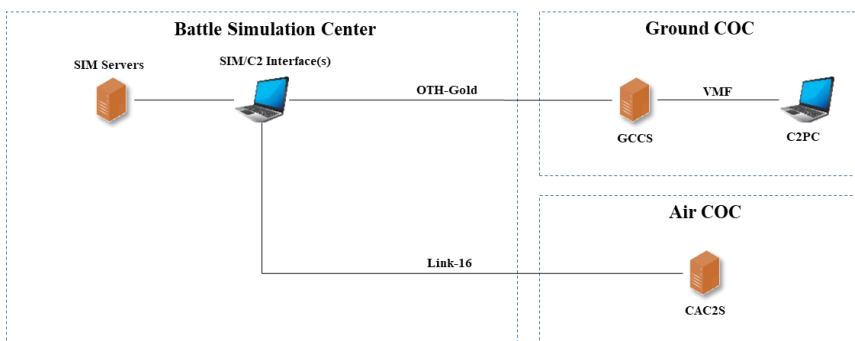 Battle Simulation Center
SIM Servers
SIM/C2 Interface(s)
OTH-Gold
Link-16
Ground COC
GCCS
VMF
C2PC
Air COC
CAC2S